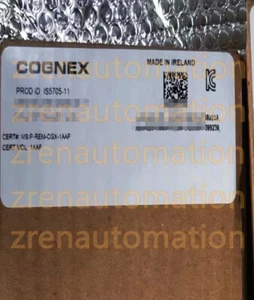 zrenautomation
COGNEX
MADE IN IRELAND
PROD ID IS5705-11
zrenautomation
CERT#: MSIP-REM-CGX-1AAF
CERT MDL: 1AAF
zrenautomation
zrenautomation